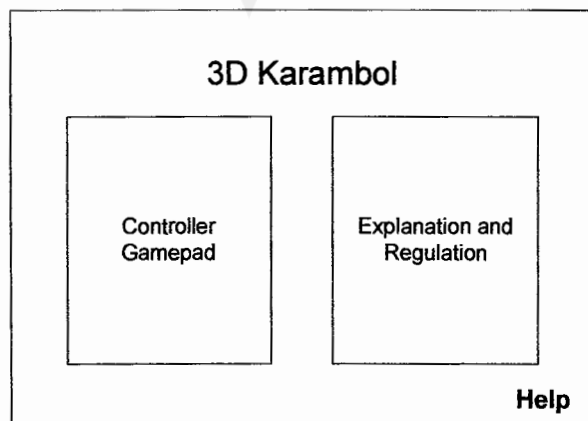 3D Karambol
Controller
Gamepad
Explanation and
Regulation
Help